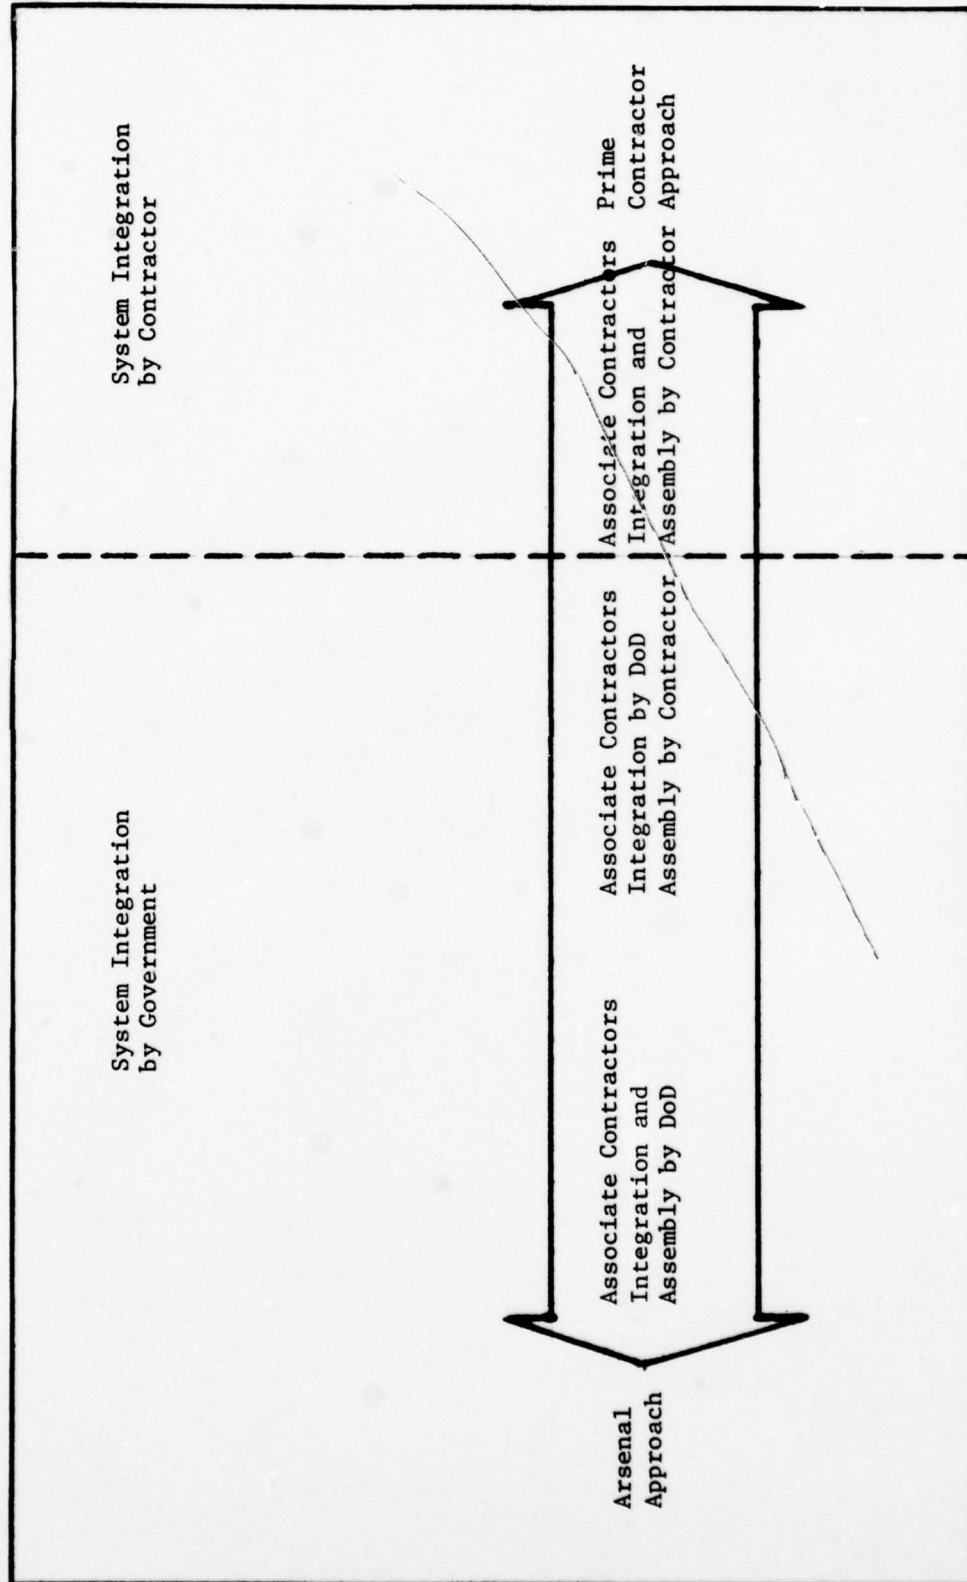 System Integration
by Government
System Integration
by Contractor
Arsenal
Approach
Associate Contractors
Integration and
Assembly by DoD
Associate Contractors
Integration by DoD
Assembly by Contractor
Associate Contractors
Integration and
Assembly by Contractor
Prime
Contractor
Approach